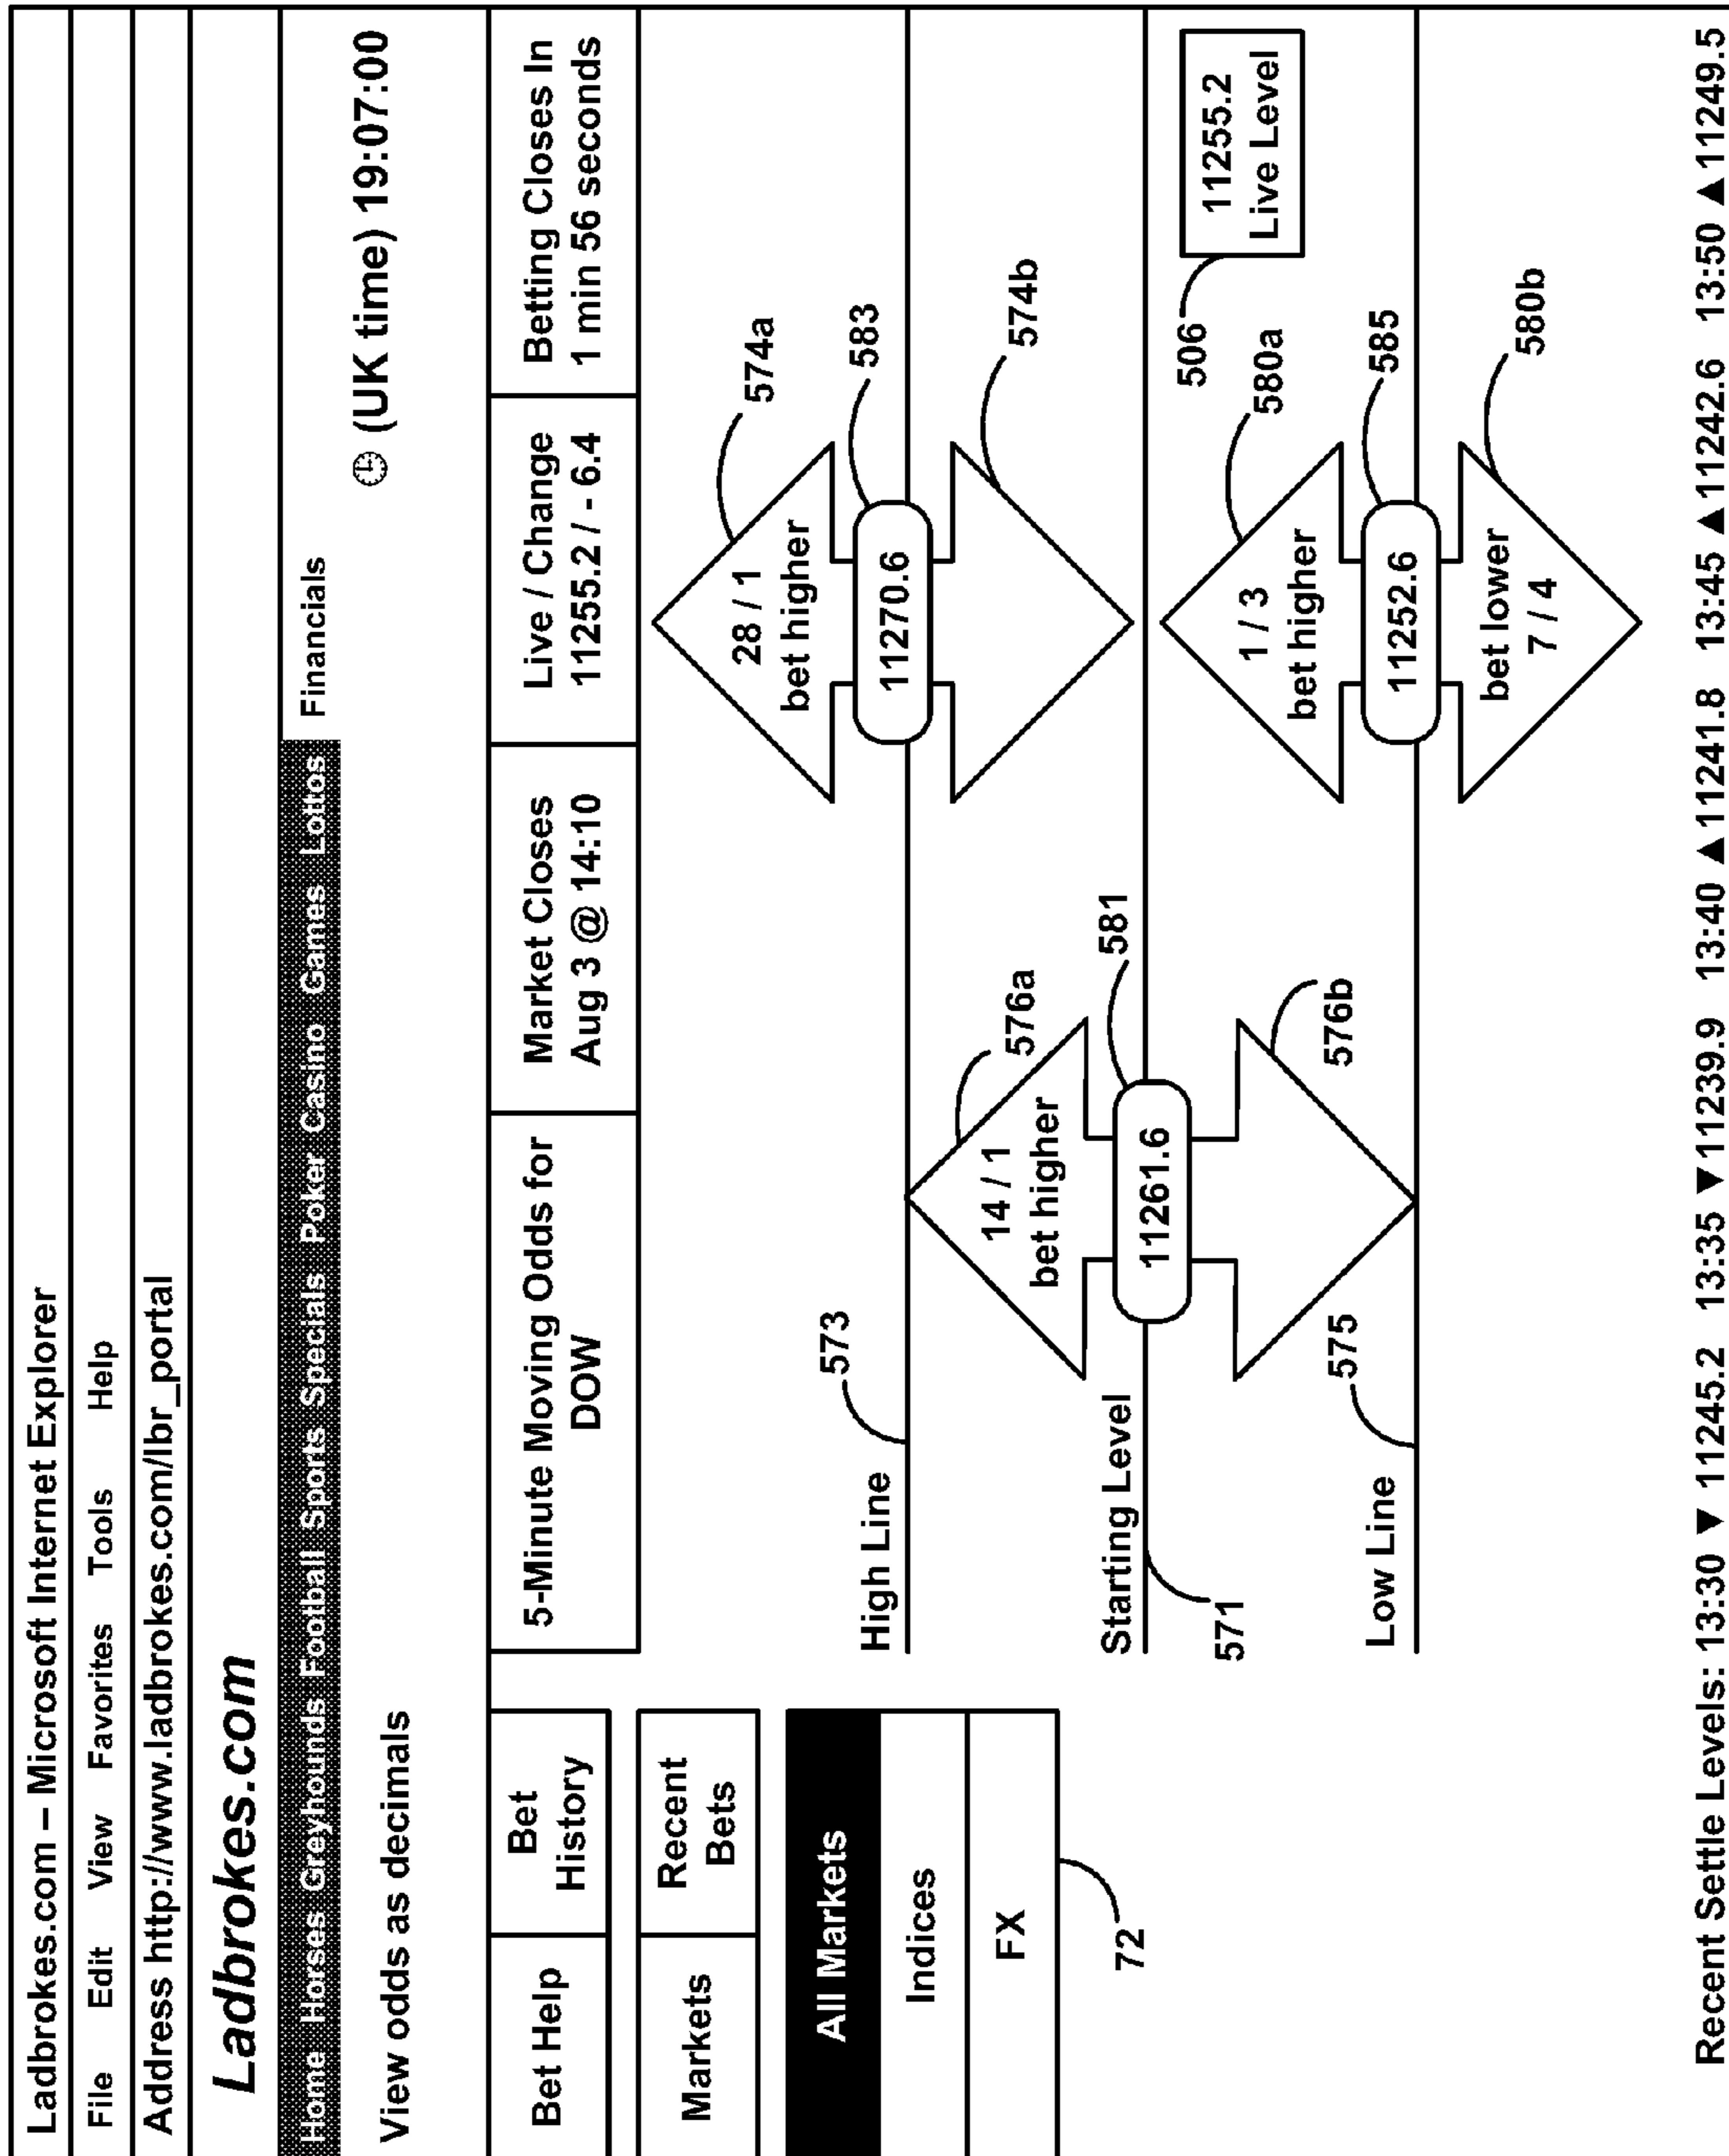 Ladbrokes.com – Microsoft Internet Explorer
File Edit View Favorites Tools Help
Address http://www.ladbrokes.com/lbr_portal
Ladbrokes.com
Home Horses Greyhounds Football Sports Specials Poker Casino Games Lottos
Financials
View odds as decimals
(UK time) 19:07:00
Bet Help
Bet
History
Markets
Recent
Bets
All Markets
Indices
FX
72
5-Minute Moving Odds for
DOW
Market Closes
Aug 3 @ 14:10
Live / Change
11255.2 / - 6.4
Betting Closes In
1 min 56 seconds
High Line
573
28 / 1
bet higher
574a
11270.6
583
574b
14 / 1
bet higher
576a
Starting Level
571
11261.6
581
576b
11255.2
Live Level
506
1 / 3
bet higher
580a
Low Line
575
11252.6
585
bet lower
7 / 4
580b
Recent Settle Levels: 13:30 ▼ 11245.2 13:35 ▼11239.9 13:40 ▲11241.8 13:45 ▲11242.6 13:50 ▲11249.5